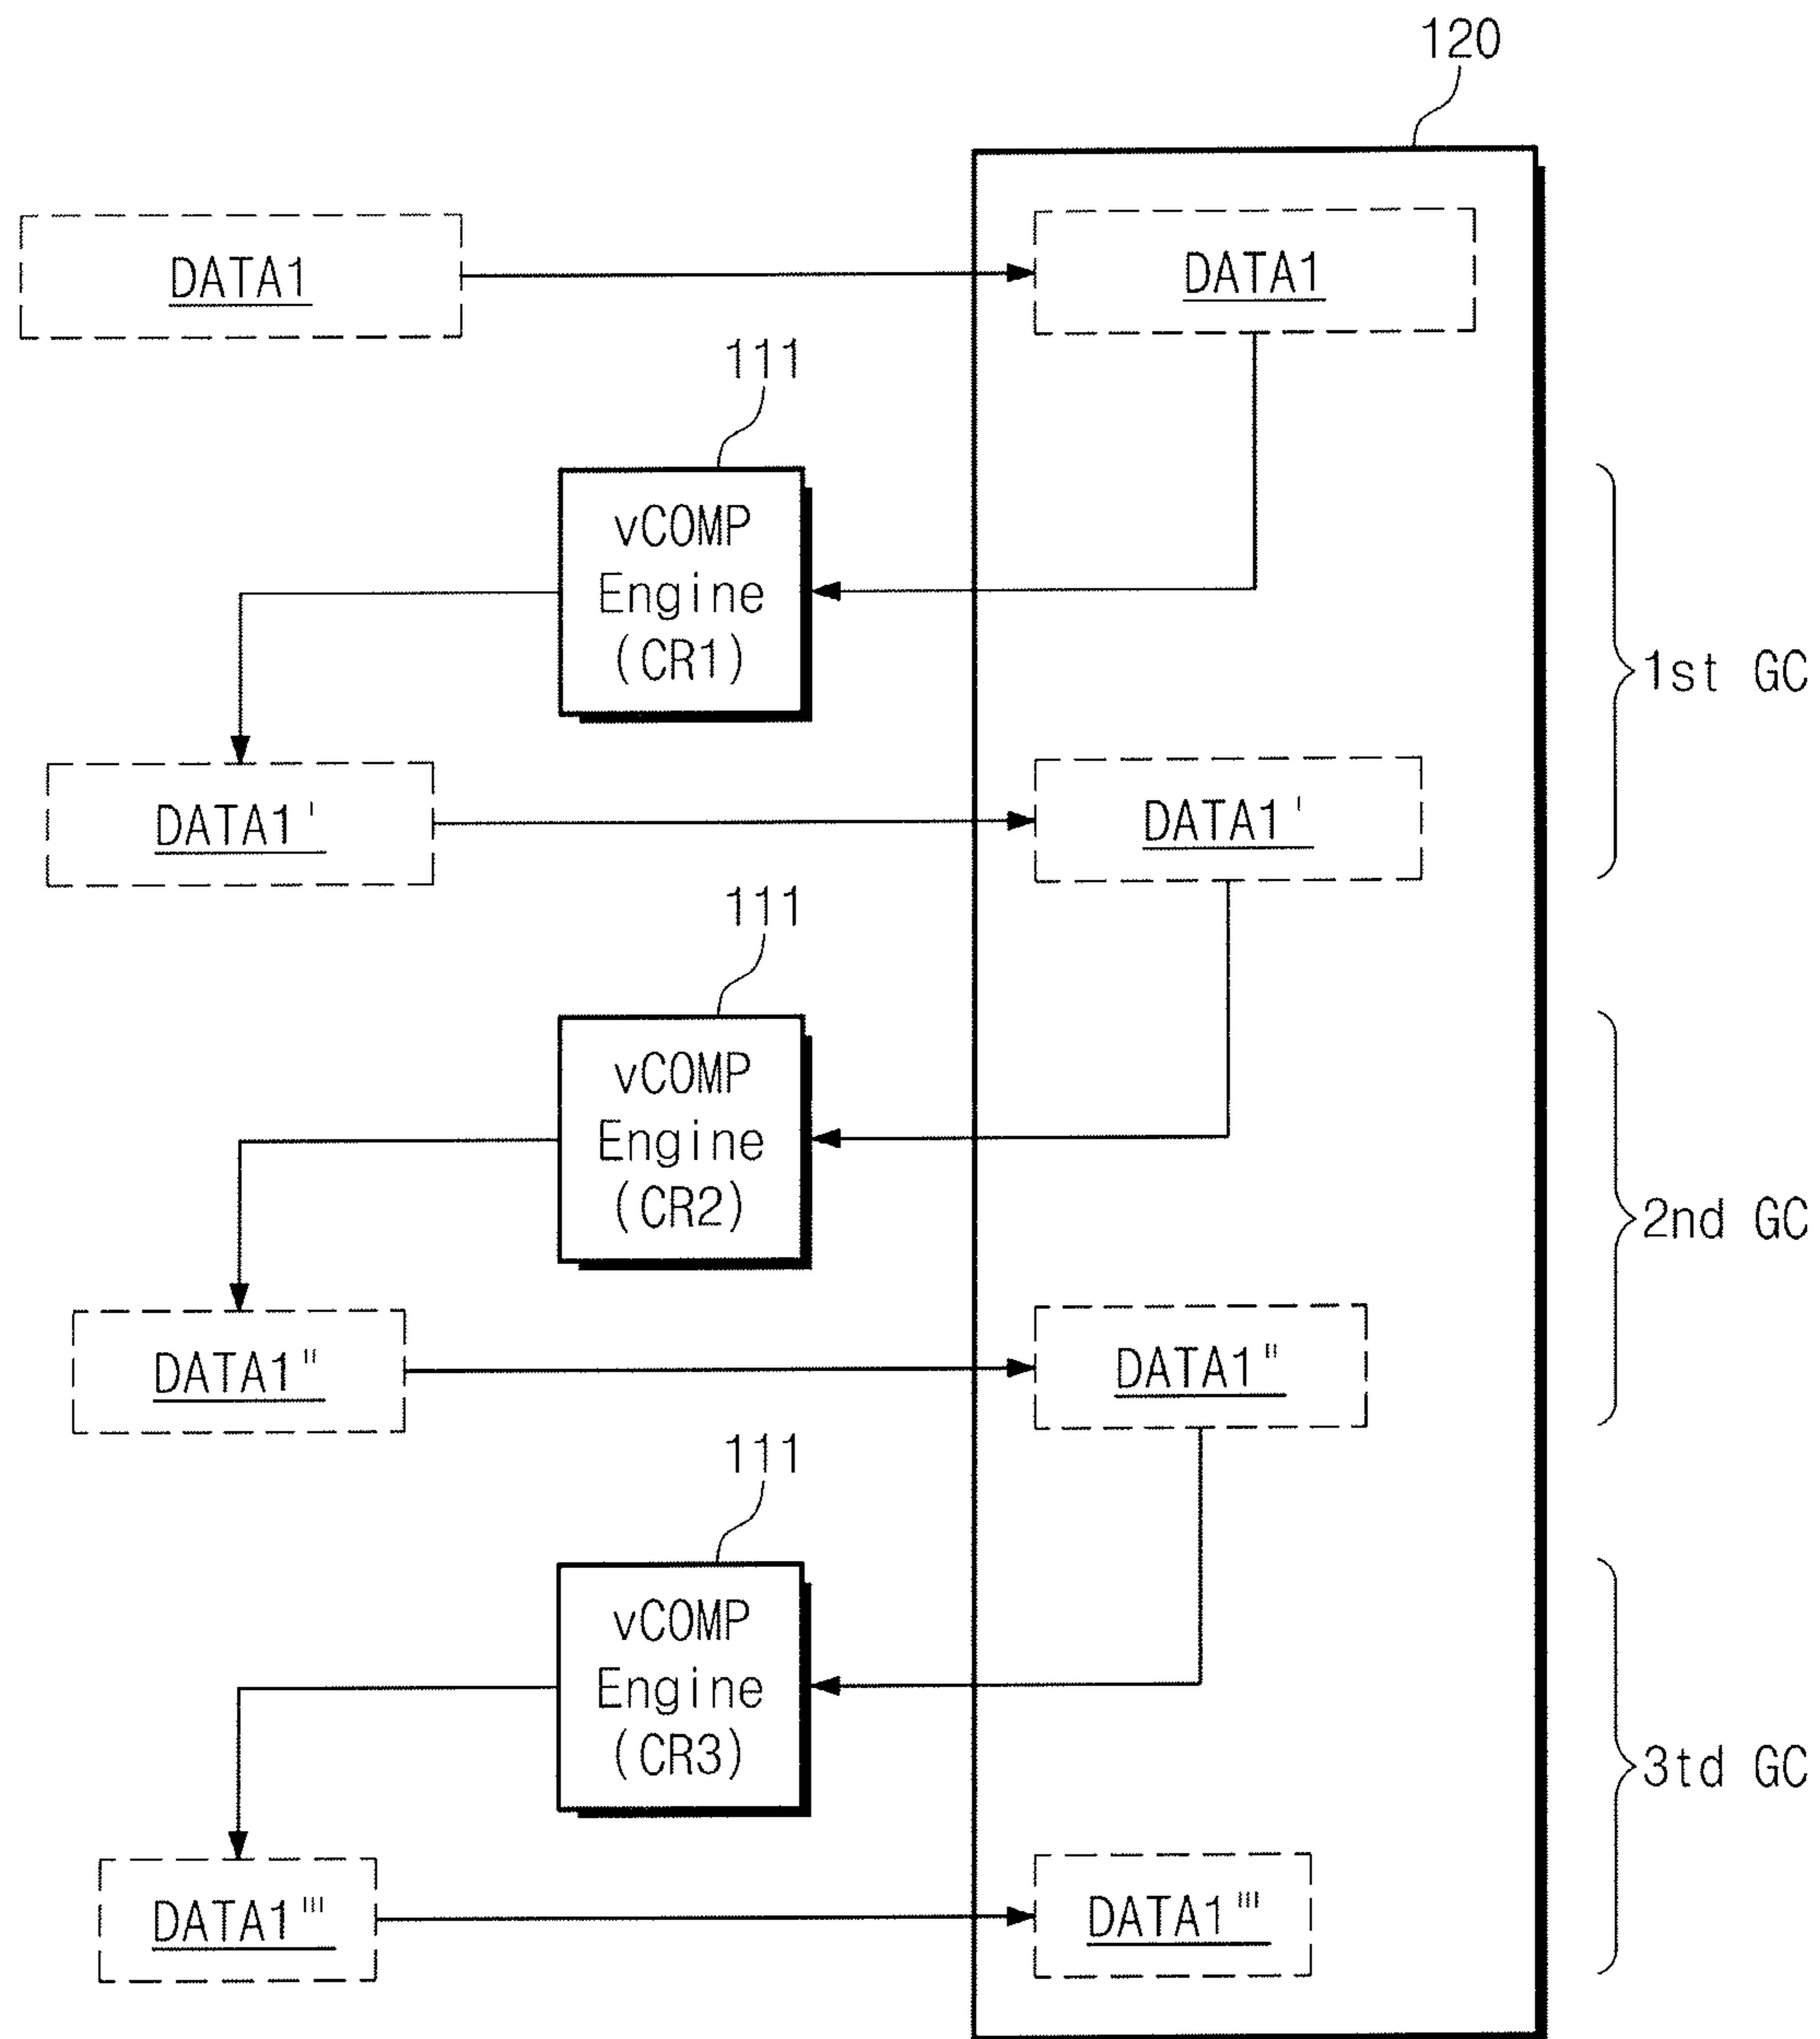 120
DATA1
DATA1
111
vCOMP
Engine
(CR1)
1st GC
DATA1'
DATA1'
111
vCOMP
Engine
(CR2)
2nd GC
DATA1"
DATA1"
111
vCOMP
Engine
(CR3)
3td GC
DATA1"'
DATA1"'